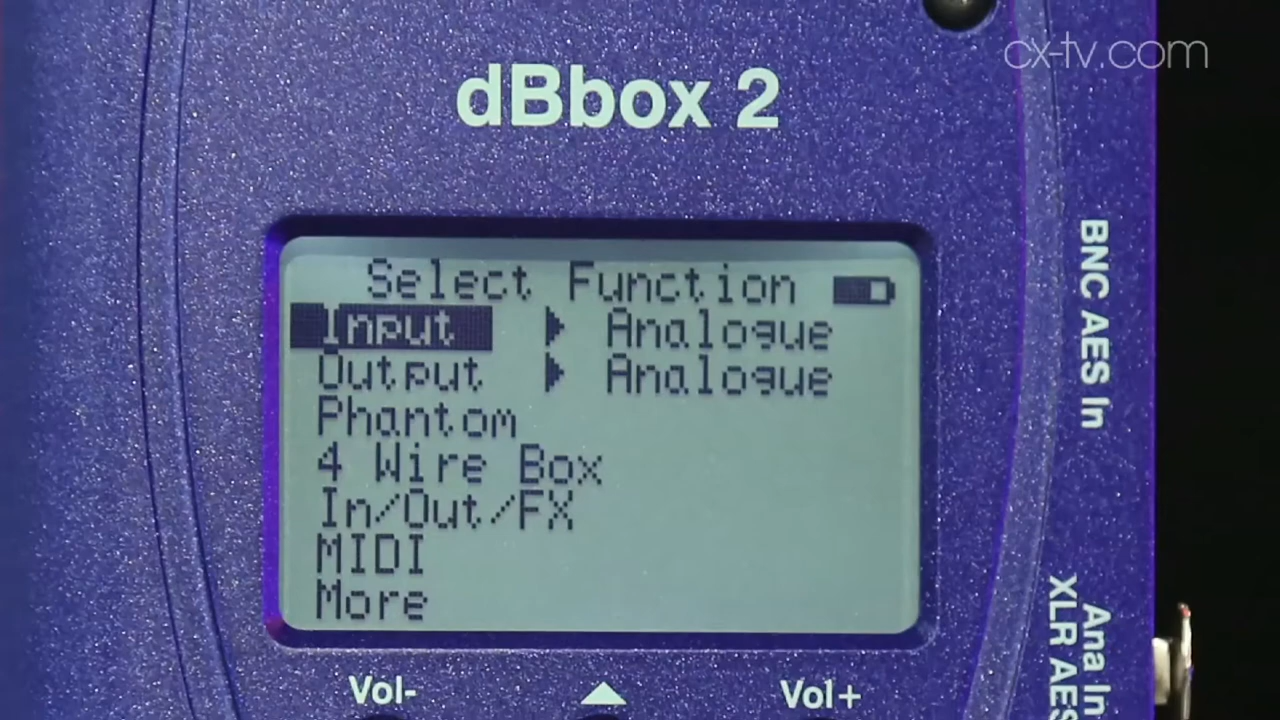 cx-tv.com
dBbox 2
Select Function
Input ▶ Analogue
Output ▶ Analogue
Phantom
4 Wire Box
In/Out/FX
MIDI
More
Vol-
Vol+
BNC AES In
Ana In
XLR AES